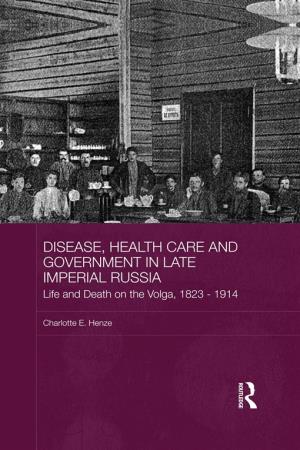 DISEASE, HEALTH CARE AND
GOVERNMENT IN LATE
IMPERIAL RUSSIA
Life and Death on the Volga, 1823 - 1914
Charlotte E. Henze
ROUTLEDGE